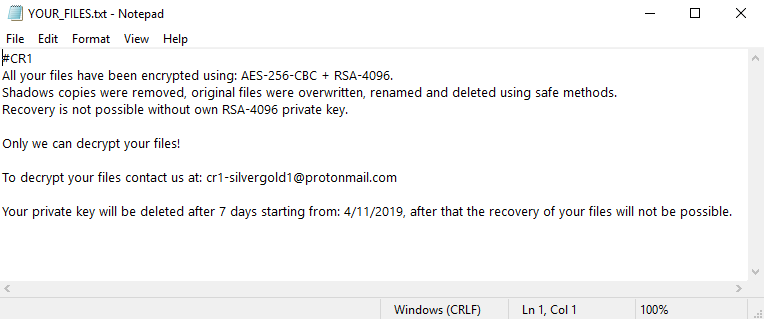 YOUR_FILES.txt - Notepad
File Edit Format View Help
#CR1
All your files have been encrypted using: AES-256-CBC + RSA-4096.
Shadows copies were removed, original files were overwritten, renamed and deleted using safe methods.
Recovery is not possible without own RSA-4096 private key.
Only we can decrypt your files!
To decrypt your files contact us at: cr1-silvergold1@protonmail.com
Your private key will be deleted after 7 days starting from: 4/11/2019, after that the recovery of your files will not be possible.
Windows (CRLF) Ln 1, Col 1 100%